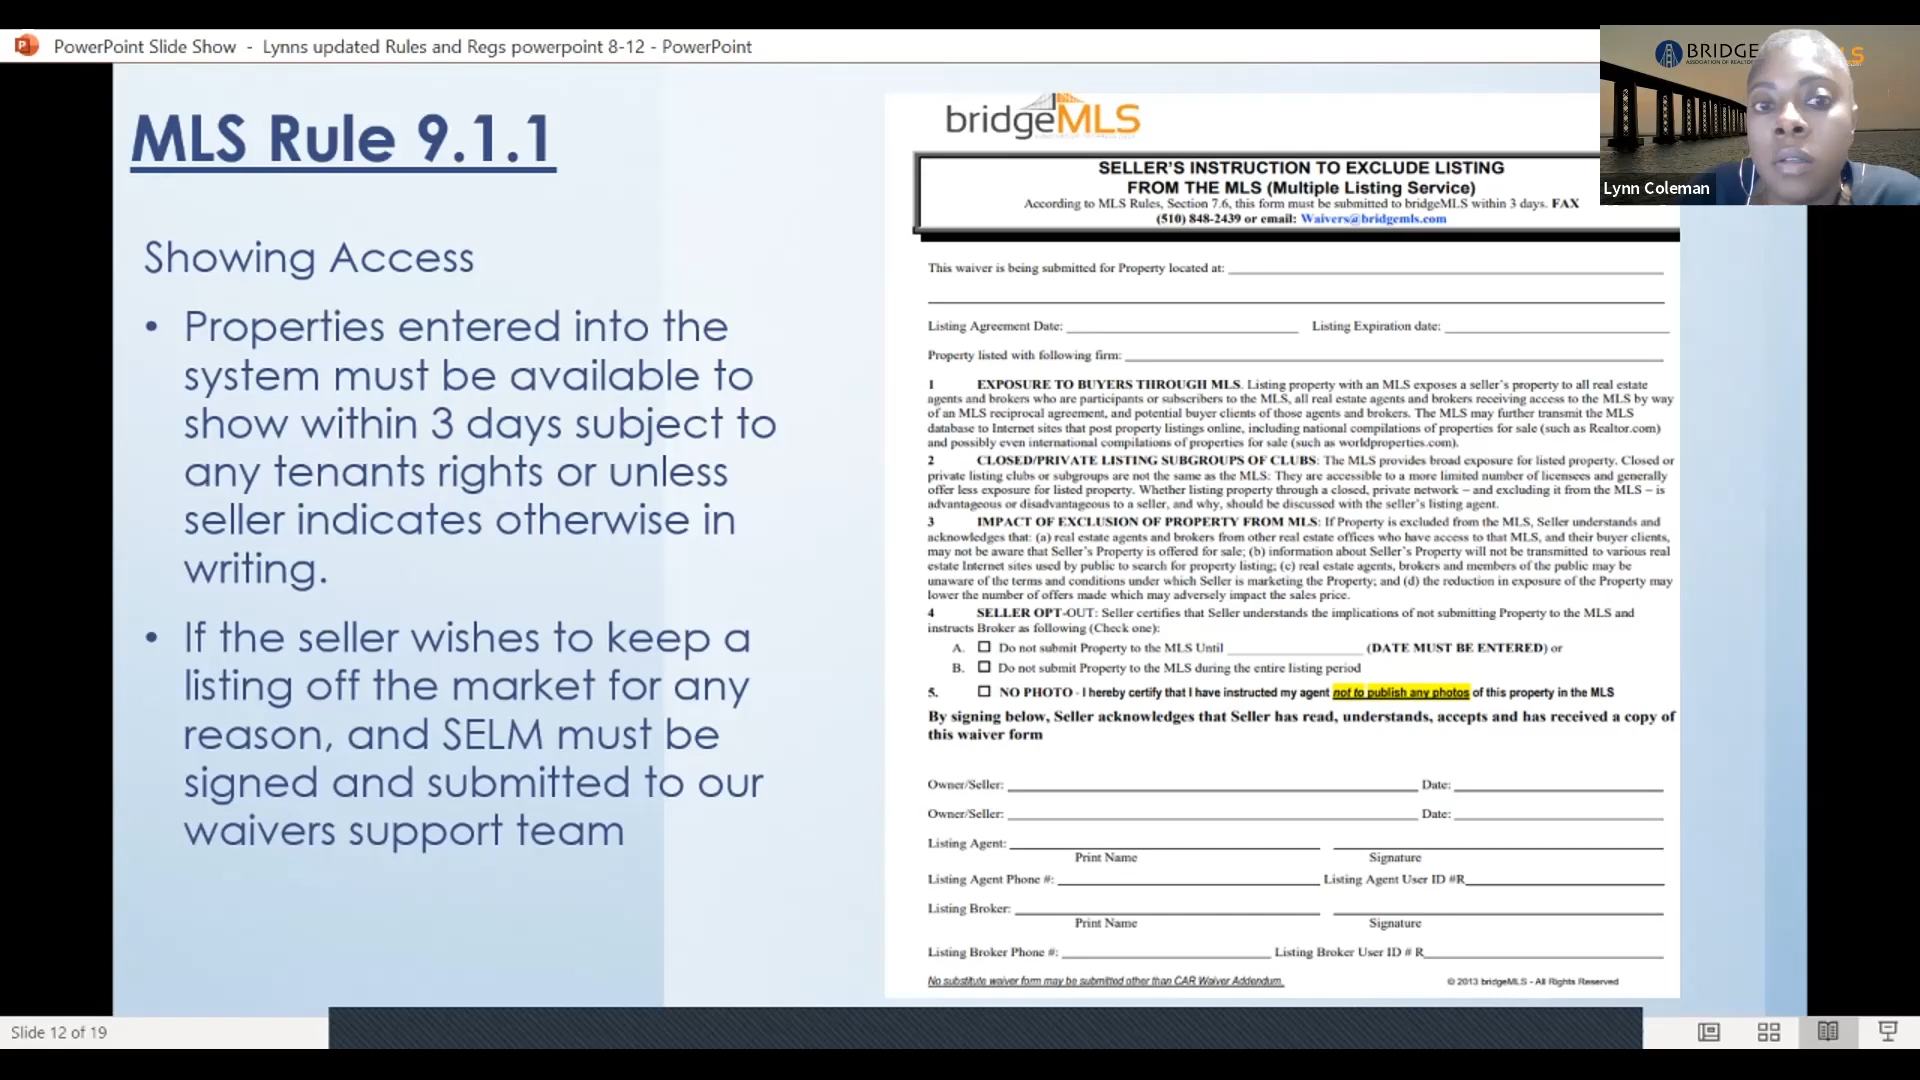 PowerPoint Slide Show - Lynns updated Rules and Regs powerpoint 8-12 - PowerPoint
BRIDGE
Lynn Coleman
MLS Rule 9.1.1
Showing Access
• Properties entered into the
system must be available to
show within 3 days subject to
any tenants rights or unless
seller indicates otherwise in
writing.
• If the seller wishes to keep a
listing off the market for any
reason, and SELM must be
signed and submitted to our
waivers support team
bridgeMLS
SELLER'S INSTRUCTION TO EXCLUDE LISTING
FROM THE MLS (Multiple Listing Service)
According to MLS Rules, Section 7.6, this form must be submitted to bridgeMLS within 3 days. FAX
(510) 848-2439 or email: Waivers@bridgemls.com
This waiver is being submitted for Property located at:
Listing Agreement Date: Listing Expiration date:
Property listed with following firm:
1 EXPOSURE TO BUYERS THROUGH MLS. Listing property with an MLS exposes a seller's property to all real estate
agents and brokers who are participants or subscribers to the MLS, all real estate agents and brokers receiving access to the MLS by way
of an MLS reciprocal agreement, and potential buyer clients of those agents and brokers. The MLS may further transmit the MLS
database to Internet sites that post property listings online, including national compilations of properties for sale (such as Realtor.com)
and possibly even international compilations of properties for sale (such as worldproperties.com).
2 CLOSED/PRIVATE LISTING SUBGROUPS OF CLUBS: The MLS provides broad exposure for listed property. Closed or
private listing clubs or subgroups are not the same as the MLS: They are accessible to a more limited number of licensees and generally
offer less exposure for listed property. Whether listing property through a closed, private network – and excluding it from the MLS – is
advantageous or disadvantageous to a seller, and why, should be discussed with the seller's listing agent.
3 IMPACT OF EXCLUSION OF PROPERTY FROM MLS: If Property is excluded from the MLS, Seller understands and
acknowledges that: (a) real estate agents and brokers from other real estate offices who have access to that MLS, and their buyer clients,
may not be aware that Seller's Property is offered for sale; (b) information about Seller's Property will not be transmitted to various real
estate Internet sites used by public to search for property listing; (c) real estate agents, brokers and members of the public may be
unaware of the terms and conditions under which Seller is marketing the Property; and (d) the reduction in exposure of the Property may
lower the number of offers made which may adversely impact the sales price.
4 SELLER OPT-OUT: Seller certifies that Seller understands the implications of not submitting Property to the MLS and
instructs Broker as following (Check one):
A. Do not submit Property to the MLS Until (DATE MUST BE ENTERED) or
B. Do not submit Property to the MLS during the entire listing period
5. NO PHOTO - I hereby certify that I have instructed my agent not to publish any photos of this property in the MLS
By signing below, Seller acknowledges that Seller has read, understands, accepts and has received a copy of
this waiver form
Owner/Seller: Date:
Owner/Seller: Date:
Listing Agent:
Print Name Signature
Listing Agent Phone #: Listing Agent User ID #R
Listing Broker:
Print Name Signature
Listing Broker Phone #: Listing Broker User ID # R
No substitute waiver form may be submitted other than CAR Waiver Addendum. © 2013 bridgeMLS - All Rights Reserved
Slide 12 of 19